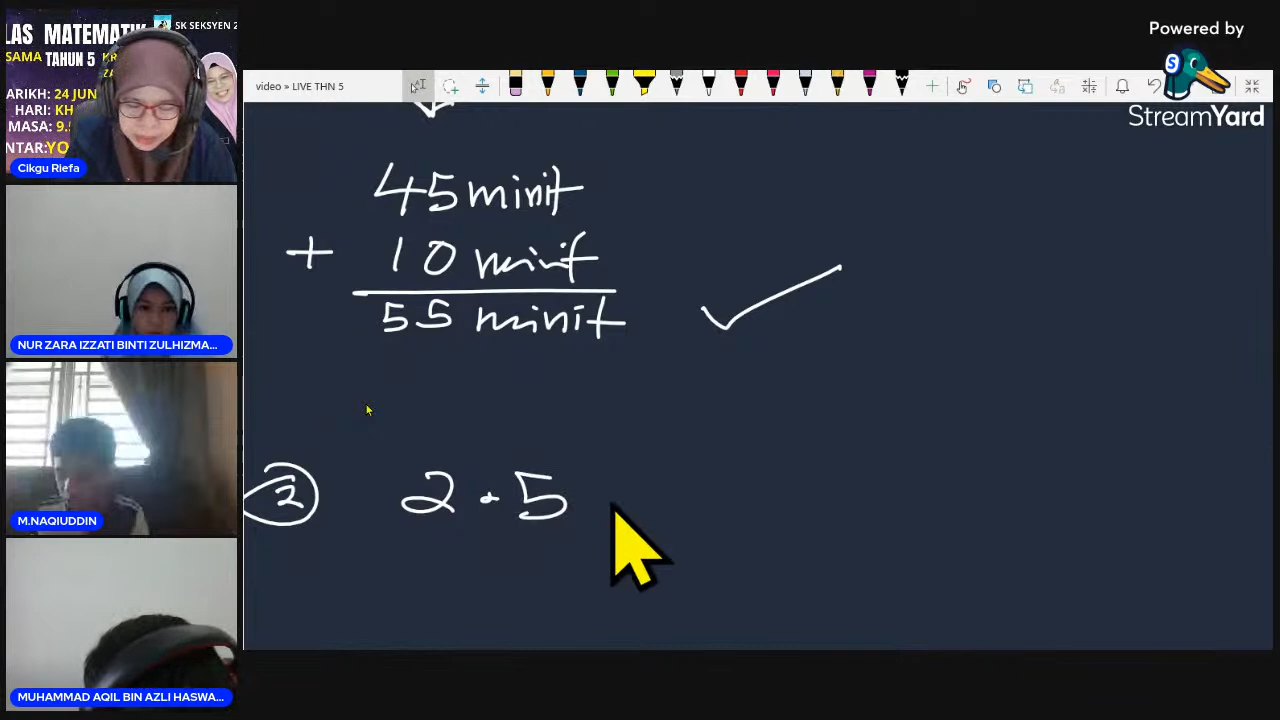 LAS MATEMATIK
SK SEKSYEN 2
SAMA TAHUN 5
ARIKH: 24 JUN
HARI: KH
MASA: 9.
NTAR:YO
Cikgu Riefa
NUR ZARA IZZATI BINTI ZULHIZMA...
M.NAQIUDDIN
MUHAMMAD AQIL BIN AZLI HASWA...
video » LIVE THN 5
Powered by
StreamYard
45 minit
+ 10 minit
55 minit
2 2.5